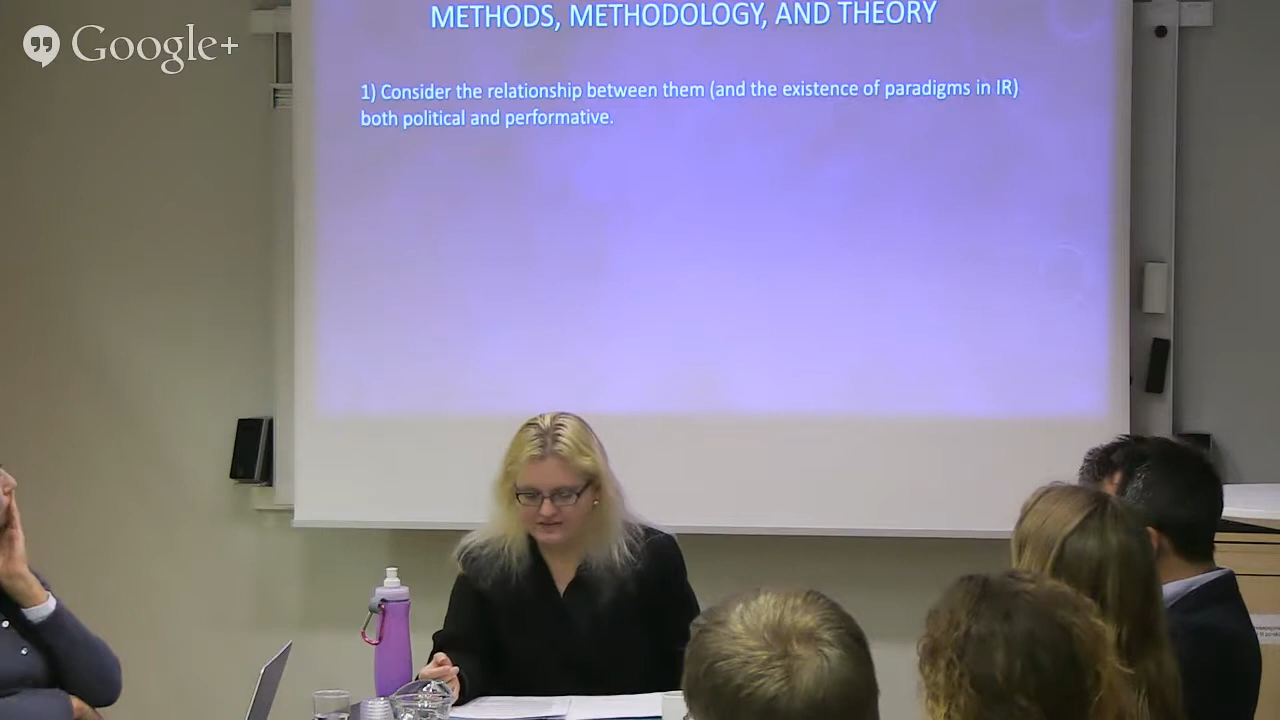 Google+
METHODS, METHODOLOGY, AND THEORY
1) Consider the relationship between them (and the existence of paradigms in IR)
both political and performative.